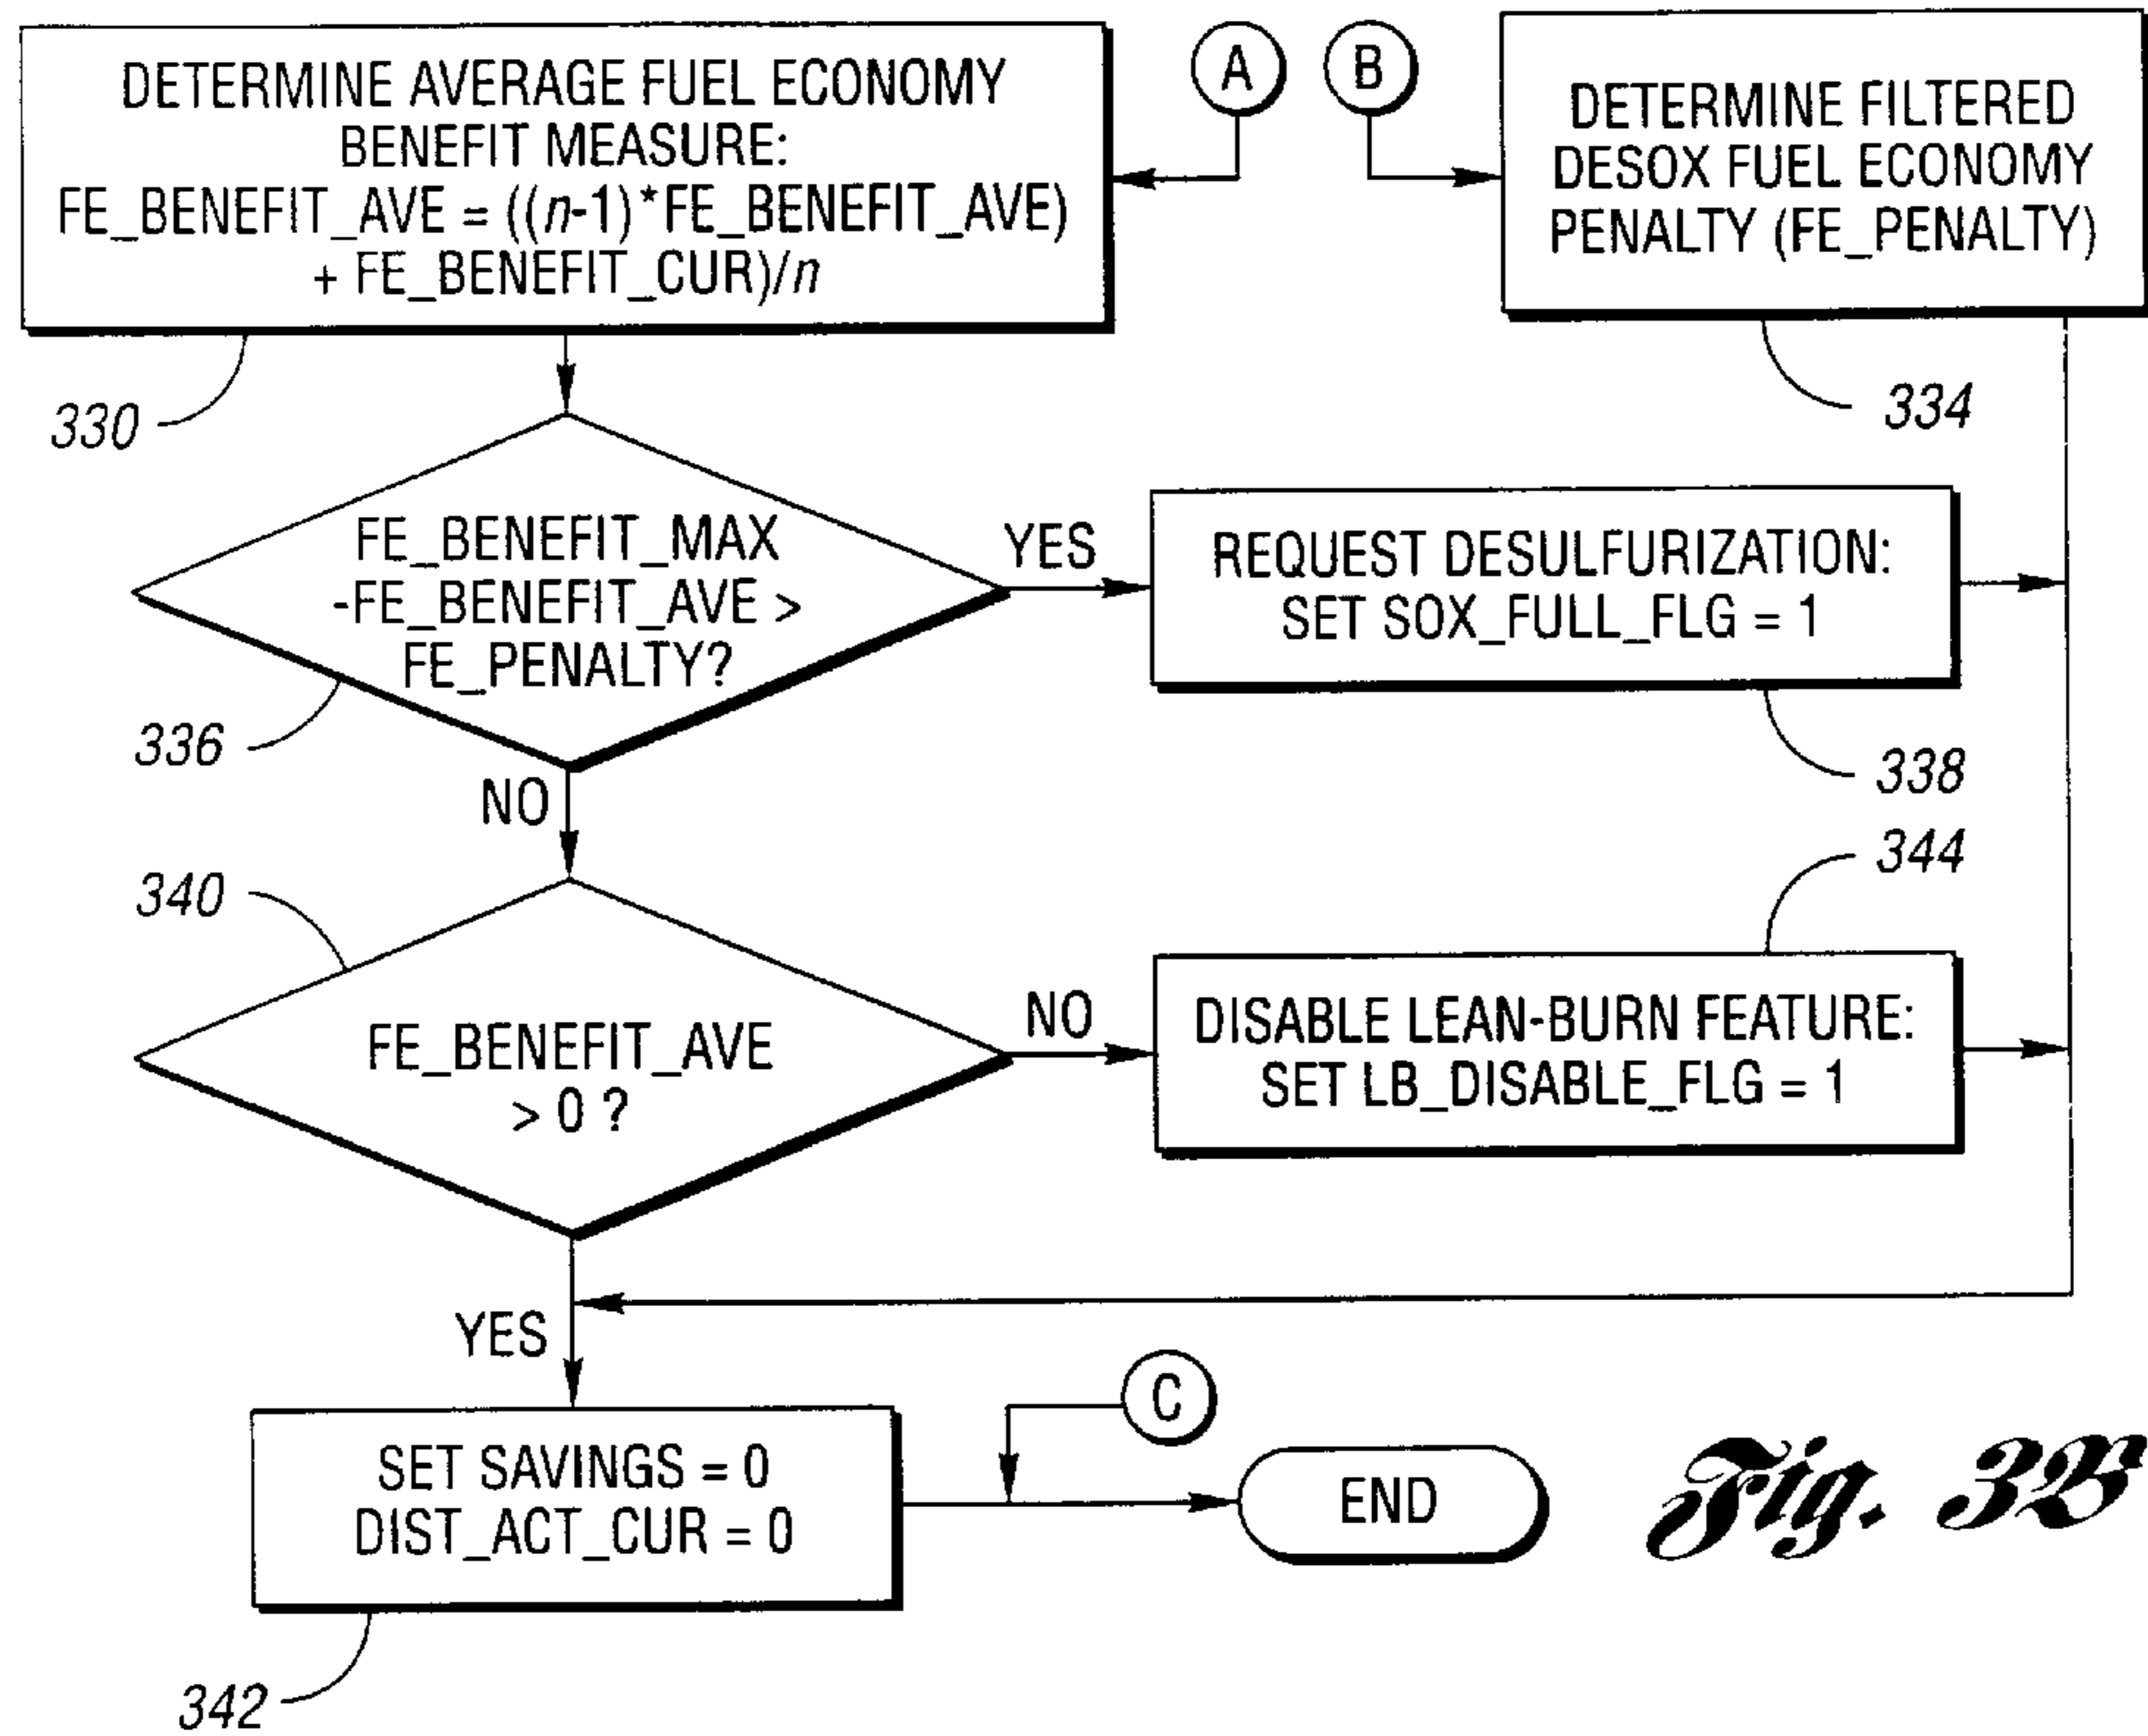 DETERMINE AVERAGE FUEL ECONOMY
BENEFIT MEASURE:
FE_BENEFIT_AVE = ((n-1)*FE_BENEFIT_AVE)
+ FE_BENEFIT_CUR)/n
A
B
DETERMINE FILTERED
DESOX FUEL ECONOMY
PENALTY (FE_PENALTY)
330
334
FE_BENEFIT_MAX
-FE_BENEFIT_AVE >
FE_PENALTY?
YES
REQUEST DESULFURIZATION:
SET SOX_FULL_FLG = 1
336
338
NO
340
344
FE_BENEFIT_AVE
> 0 ?
NO
DISABLE LEAN-BURN FEATURE:
SET LB_DISABLE_FLG = 1
YES
C
SET SAVINGS = 0
DIST_ACT_CUR = 0
END
Fig. 3B
342